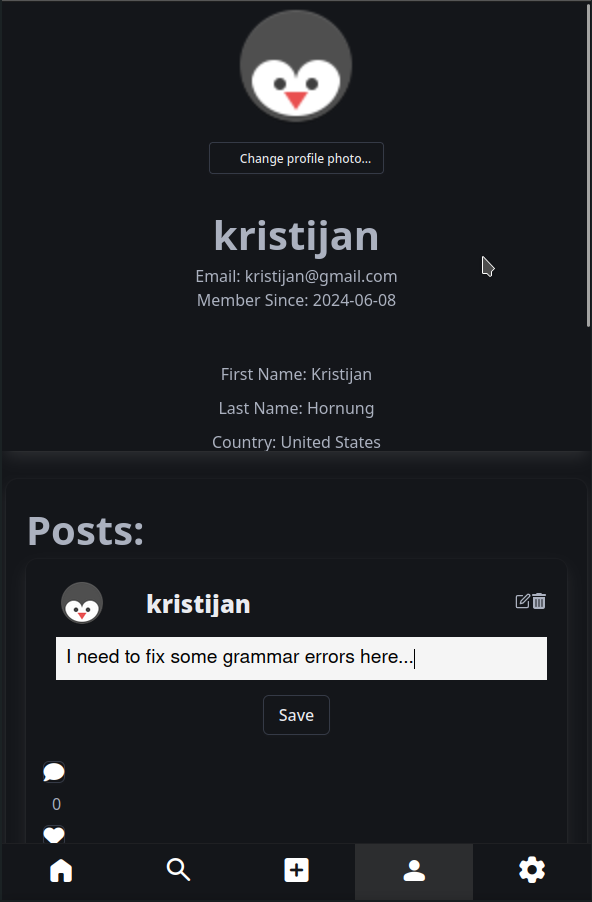 Change profile photo...
kristijan
Email: kristijan@gmail.com
Member Since: 2024-06-08
First Name: Kristijan
Last Name: Hornung
Country: United States
Posts:
kristijan
I need to fix some grammar errors here...
Save
0